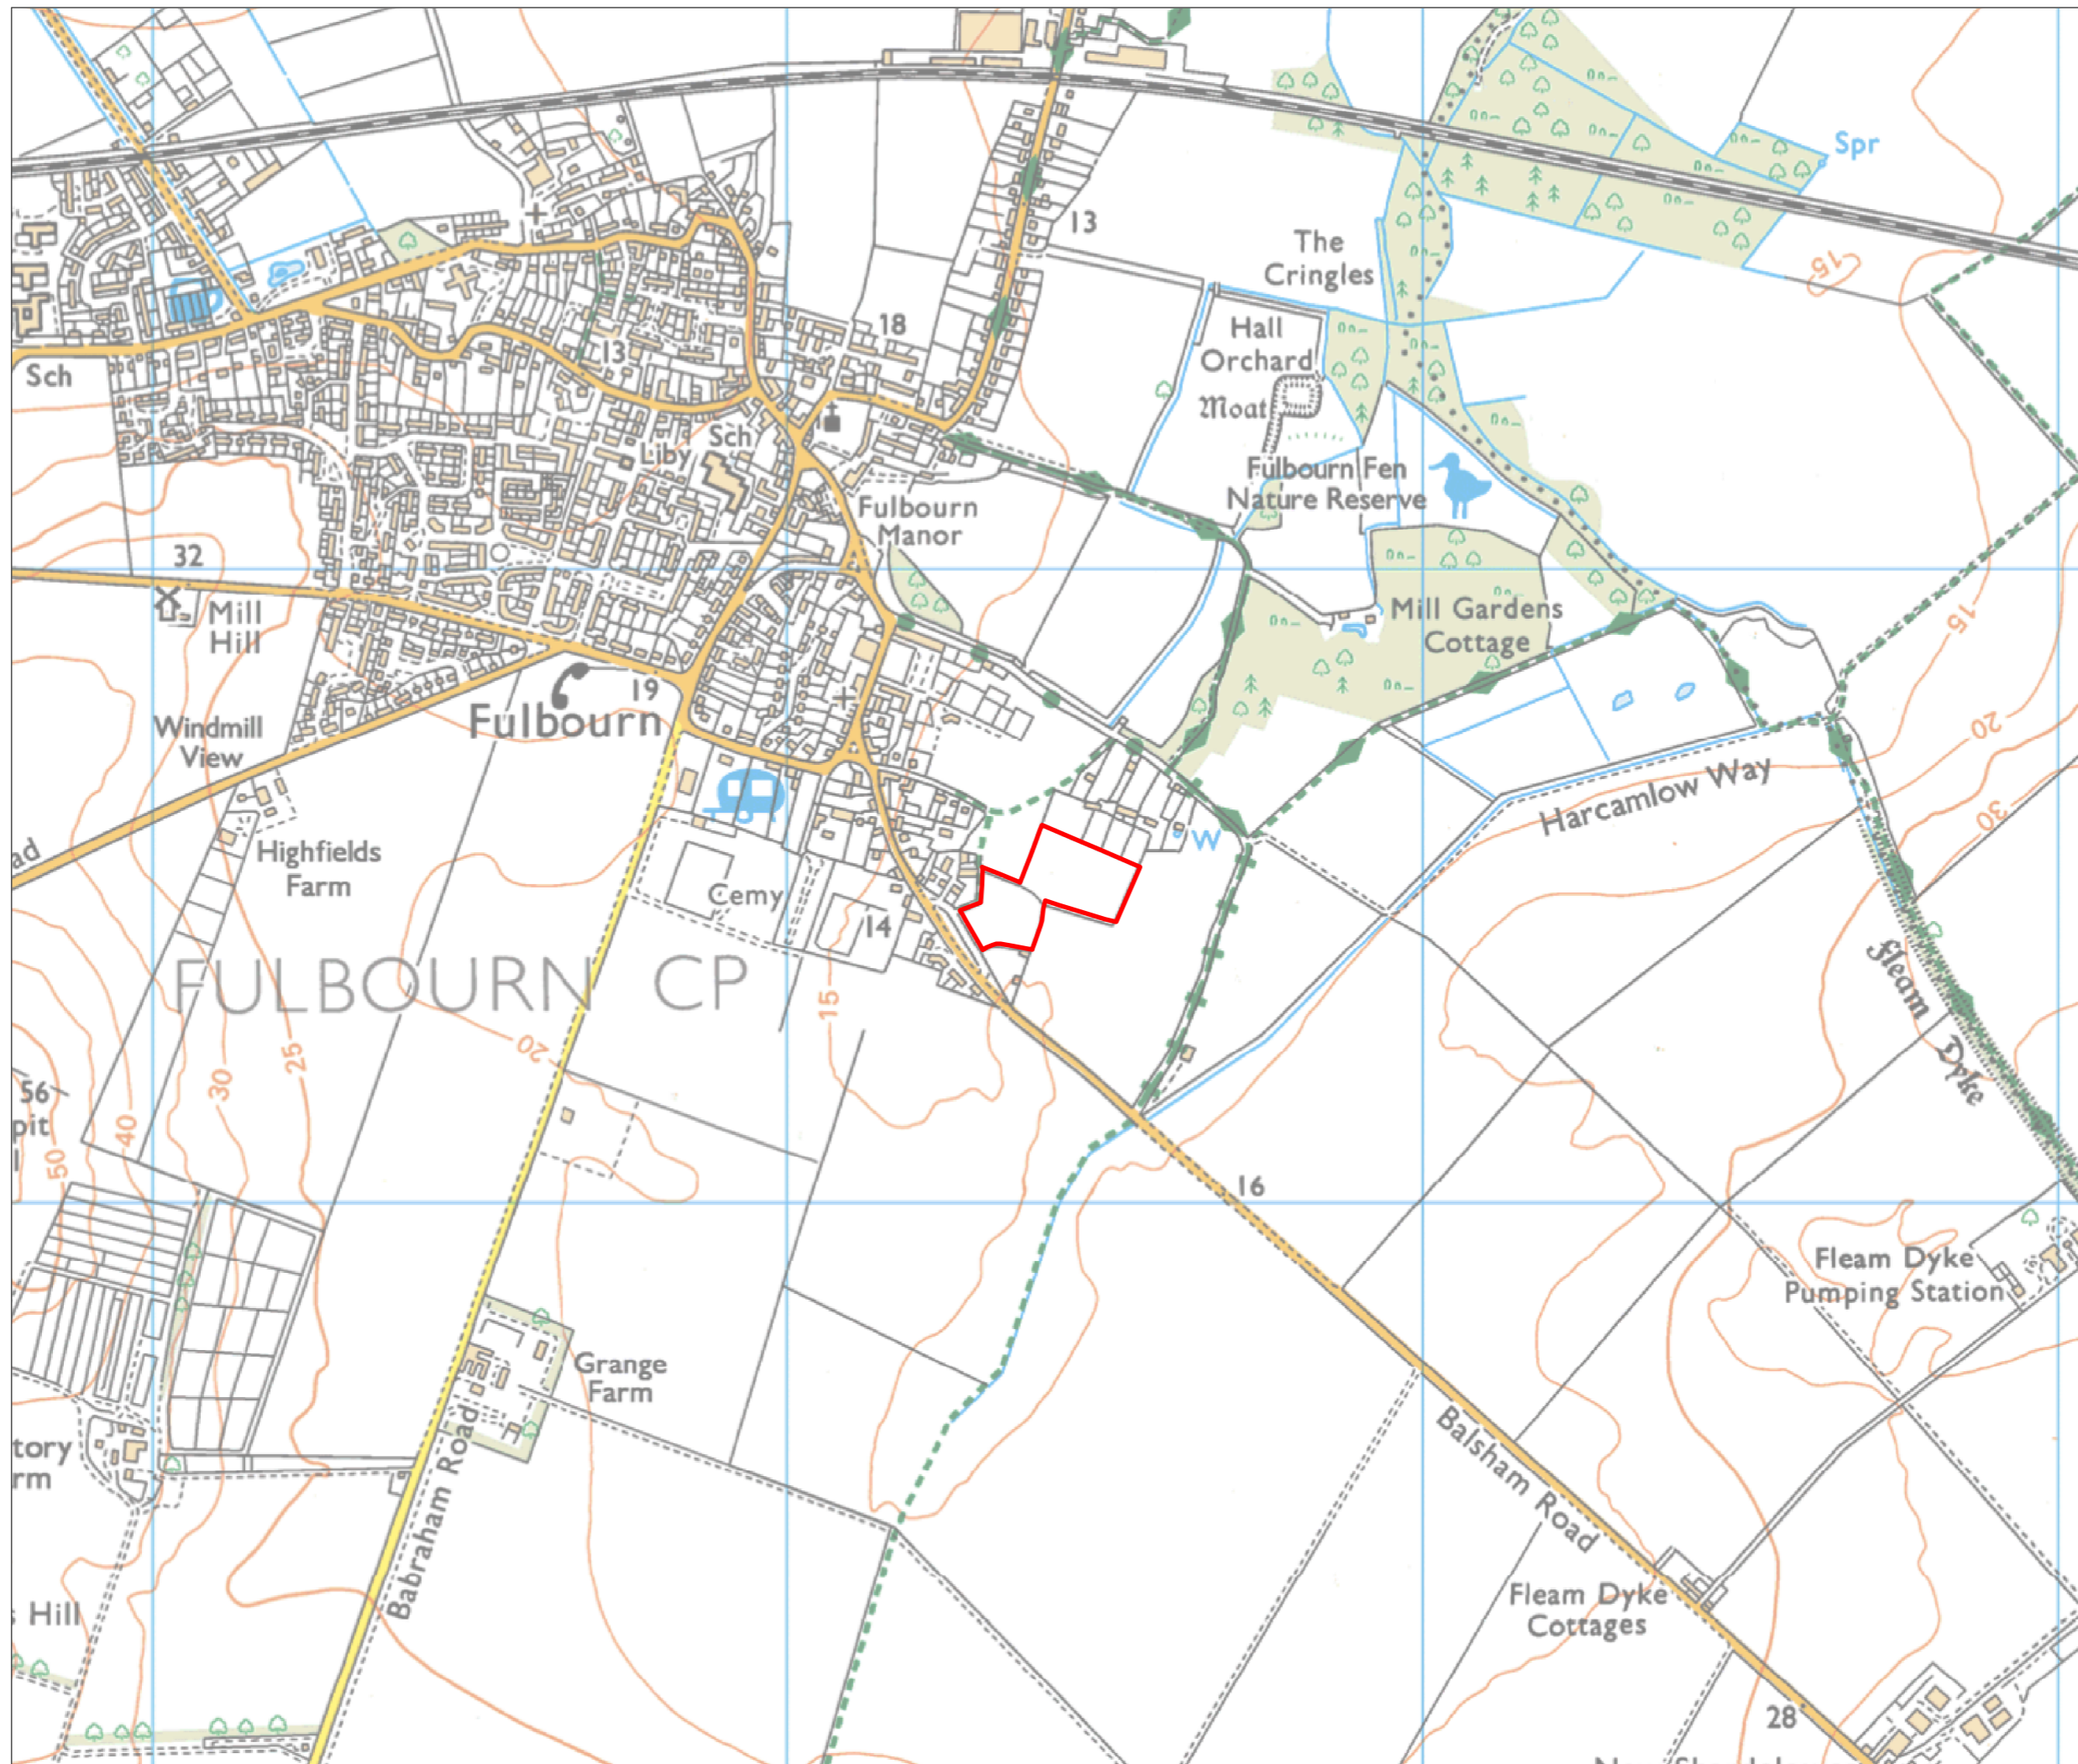 Spr
13
The
Cringles
15
Hall
Orchard
Moat
18
13
Sch
Sch
Liby
Fulbourn
Manor
Fulbourn Fen
Nature Reserve
32
Mill
Hill
Mill Gardens
Cottage
15
19
Fulbourn
Windmill
View
20
Harcamlow Way
30
W
ad
Highfields
Farm
Cemy
14
FULBOURN CP
15
20
25
30
40
50
56
pit
Fleam
Dyke
16
Fleam Dyke
Pumping Station
Grange
Farm
tory
rm
Babraham Road
Balsham Road
Fleam Dyke
Cottages
Hill
28